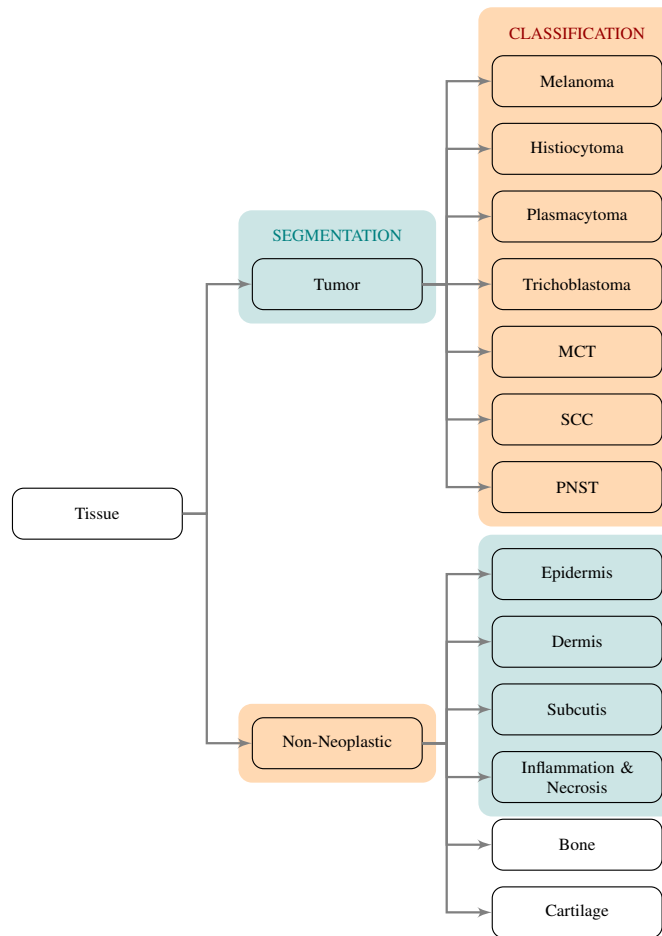 CLASSIFICATION
Melanoma
Histiocytoma
Plasmacytoma
SEGMENTATION
Tumor
Trichoblastoma
MCT
SCC
PNST
Tissue
Epidermis
Dermis
Subcutis
Non-Neoplastic
Inflammation &
Necrosis
Bone
Cartilage